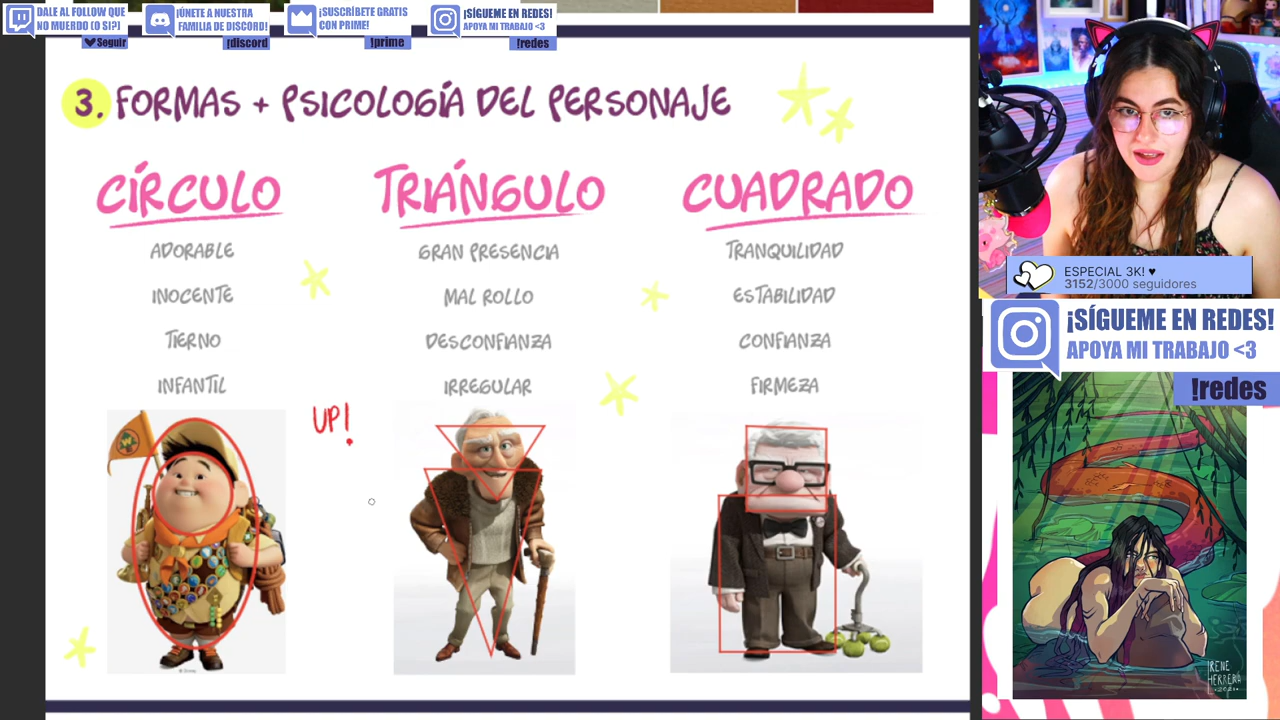 DALE AL FOLLOW QUE
NO MUERDO (O SI?)
Seguir
¡ÚNETE A NUESTRA
FAMILIA DE DISCORD!
!discord
¡SUSCRÍBETE GRATIS
CON PRIME!
!prime
¡SÍGUEME EN REDES!
APOYA MI TRABAJO <3
!redes
3. FORMAS + PSICOLOGÍA DEL PERSONAJE
CÍRCULO
ADORABLE
INOCENTE
TIERNO
INFANTIL
TRIÁNGULO
GRAN PRESENCIA
MAL ROLLO
DESCONFIANZA
IRREGULAR
CUADRADO
TRANQUILIDAD
ESTABILIDAD
CONFIANZA
FIRMEZA
UP!
ESPECIAL 3K! ♥
3152/3000 seguidores
¡SÍGUEME EN REDES!
APOYA MI TRABAJO <3
!redes
IRENE
HERRERA